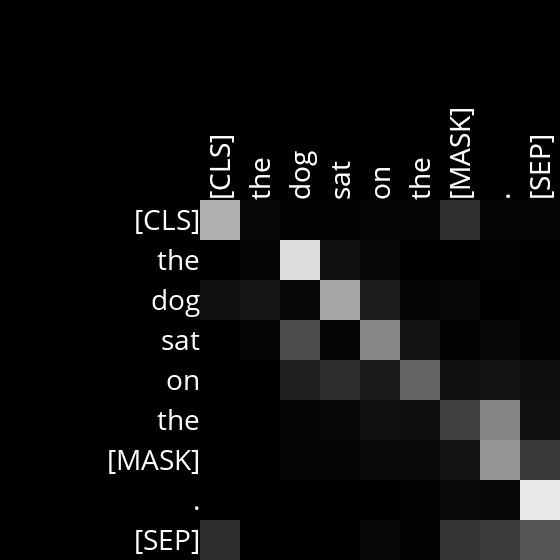 [CLS] the dog sat on the [MASK] . [SEP]
[CLS]
the
dog
sat
on
the
[MASK]
.
[SEP]